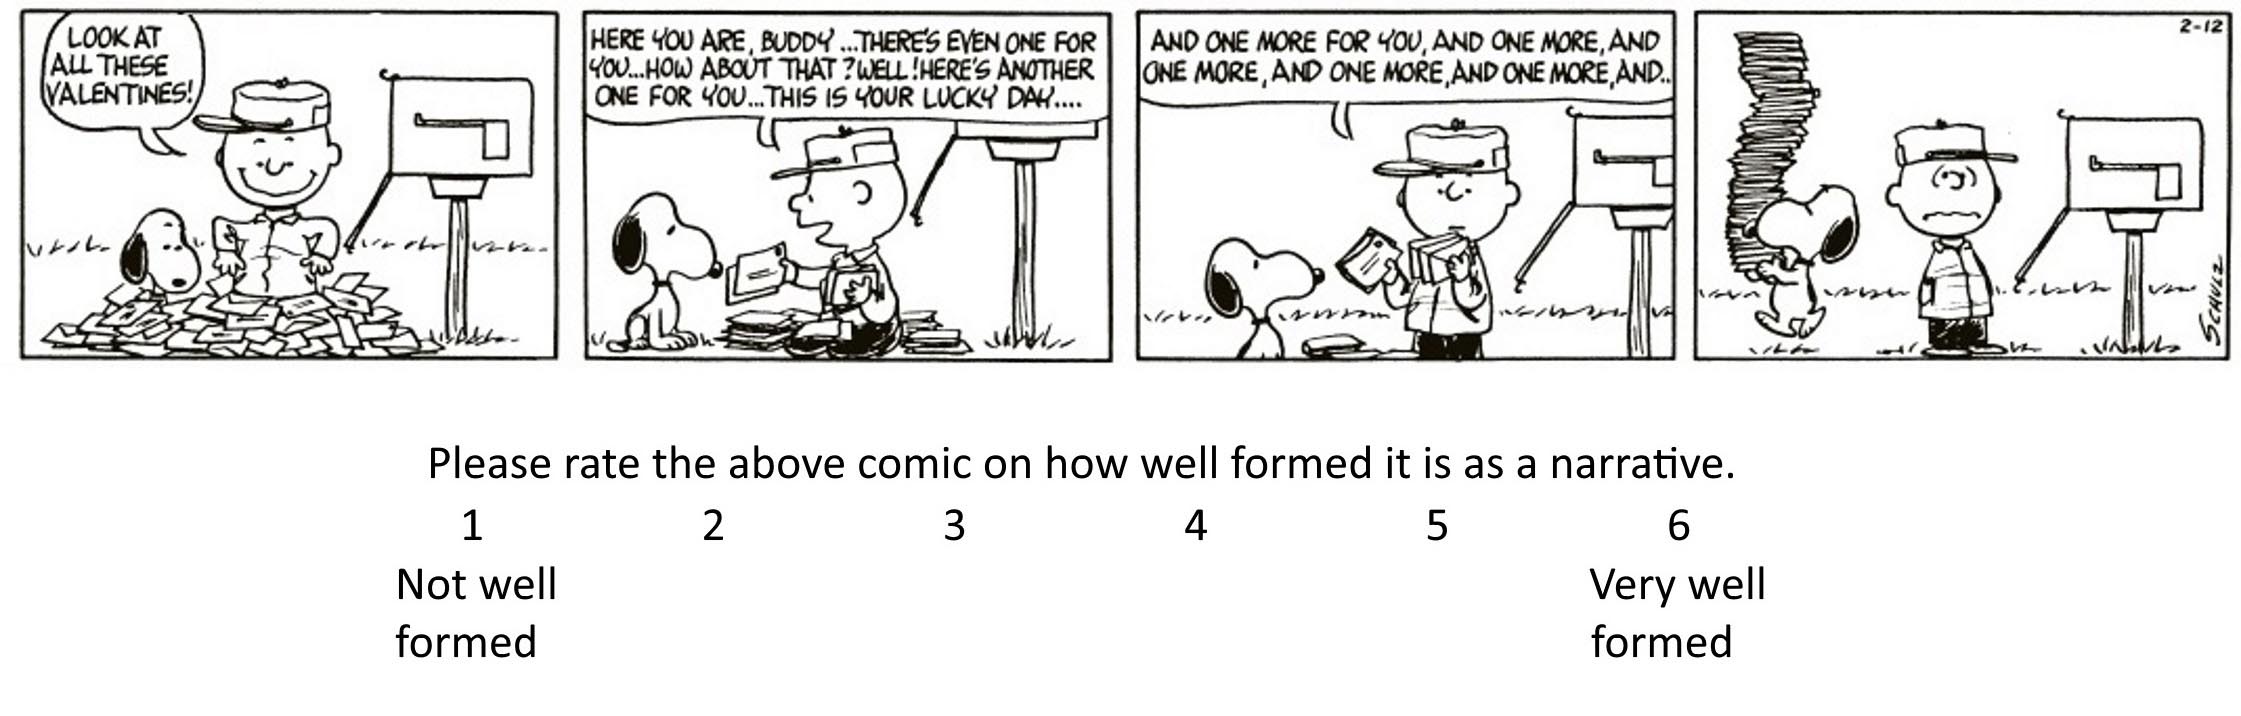 LOOK AT
ALL THESE
VALENTINES!
HERE YOU ARE, BUDDY ...THERE'S EVEN ONE FOR
YOU...HOW ABOUT THAT? WELL! HERE'S ANOTHER
ONE FOR YOU...THIS IS YOUR LUCKY DAY....
AND ONE MORE FOR YOU, AND ONE MORE, AND
ONE MORE, AND ONE MORE, AND ONE MORE, AND..
2-12
SCHULZ
Please rate the above comic on how well formed it is as a narrative.
1 2 3 4 5 6
Not well
formed
Very well
formed